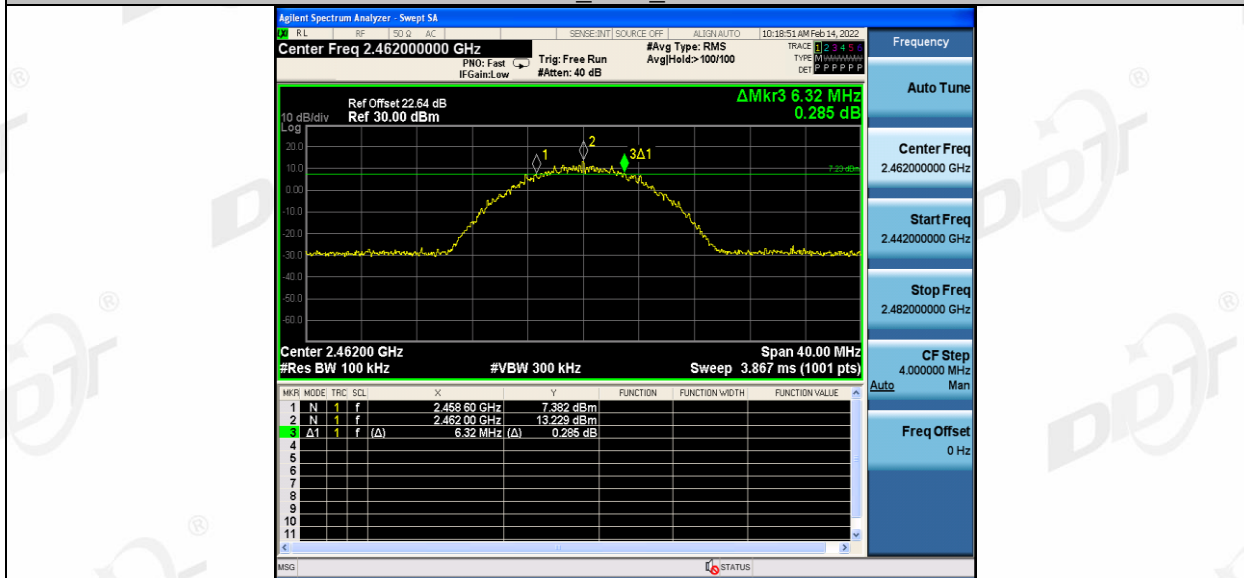 Agilent Spectrum Analyzer - Swept SA
RL RF 50 Ω AC SENSE:INT SOURCE OFF ALIGN AUTO 10:18:51 AM Feb 14, 2022
Center Freq 2.462000000 GHz
PNO: Fast
IFGain:Low
Trig: Free Run
#Atten: 40 dB
#Avg Type: RMS
Avg|Hold:>100/100
TRACE 1 2 3 4 5 6
TYPE M
DET P P P P P P
ΔMkr3 6.32 MHz
0.285 dB
Ref Offset 22.64 dB
10 dB/div Ref 30.00 dBm
Log
20.0
10.0
0.00
-10.0
-20.0
-30.0
-40.0
-50.0
-60.0
1
2
3Δ1
7.23 dBm
Center 2.46200 GHz Span 40.00 MHz
#Res BW 100 kHz #VBW 300 kHz Sweep 3.867 ms (1001 pts)
MKR MODE TRC SCL X Y FUNCTION FUNCTION WIDTH FUNCTION VALUE
1 N 1 f 2.458 60 GHz 7.382 dBm
2 N 1 f 2.462 00 GHz 13.229 dBm
3 Δ1 1 f (Δ) 6.32 MHz (Δ) 0.285 dB
4
5
6
7
8
9
10
11
MSG STATUS
Frequency
Auto Tune
Center Freq
2.462000000 GHz
Start Freq
2.442000000 GHz
Stop Freq
2.482000000 GHz
CF Step
4.000000 MHz
Auto Man
Freq Offset
0 Hz
DDT ®